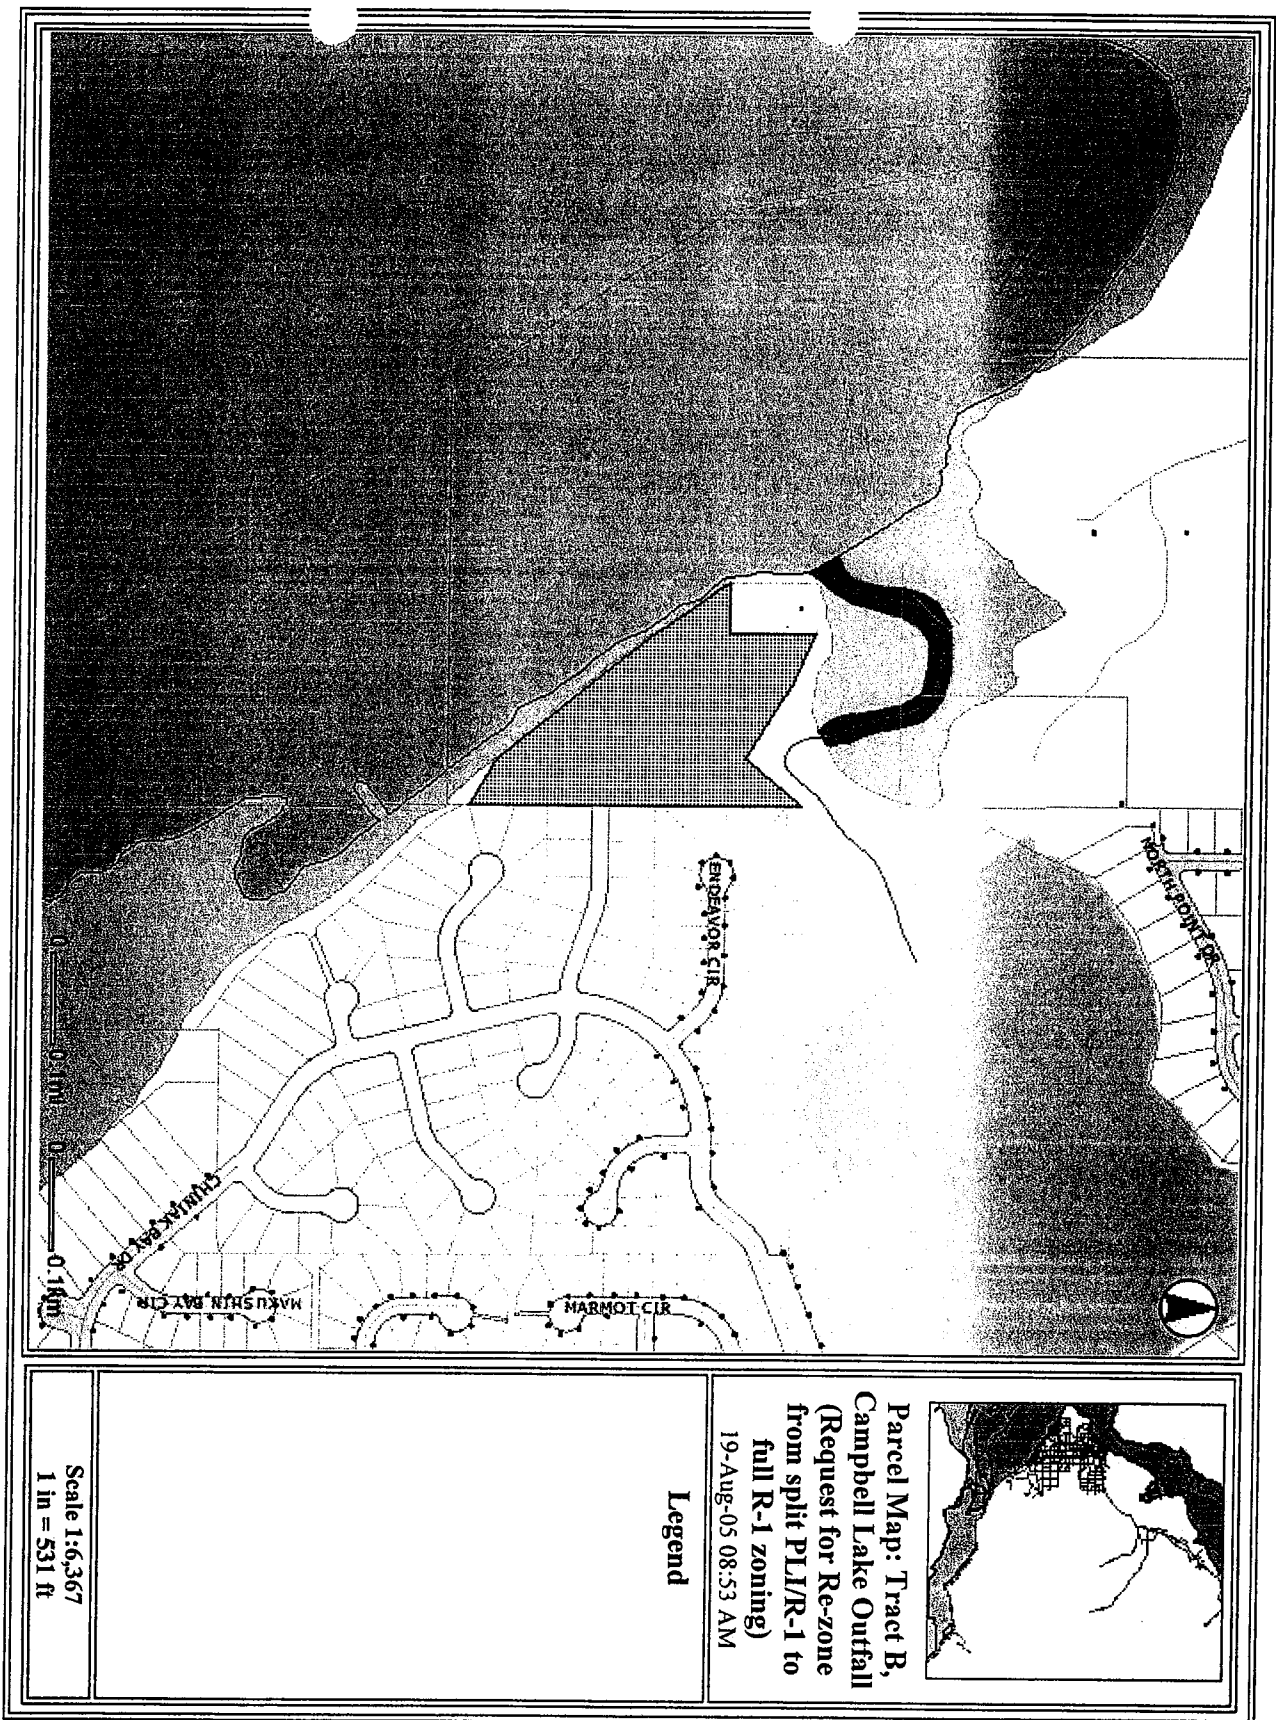 NORTH POINT DR
ENDEAVOR CIR
MARMOT CIR
MAKUSHIN BAY CIR
CHINIAK BAY DR
0
0.1mi
0
0.1km
Parcel Map: Tract B,
Campbell Lake Outfall
(Request for Re-zone
from split PLI/R-1 to
full R-1 zoning)
19-Aug-05 08:53 AM
Legend
Scale 1:6,367
1 in = 531 ft